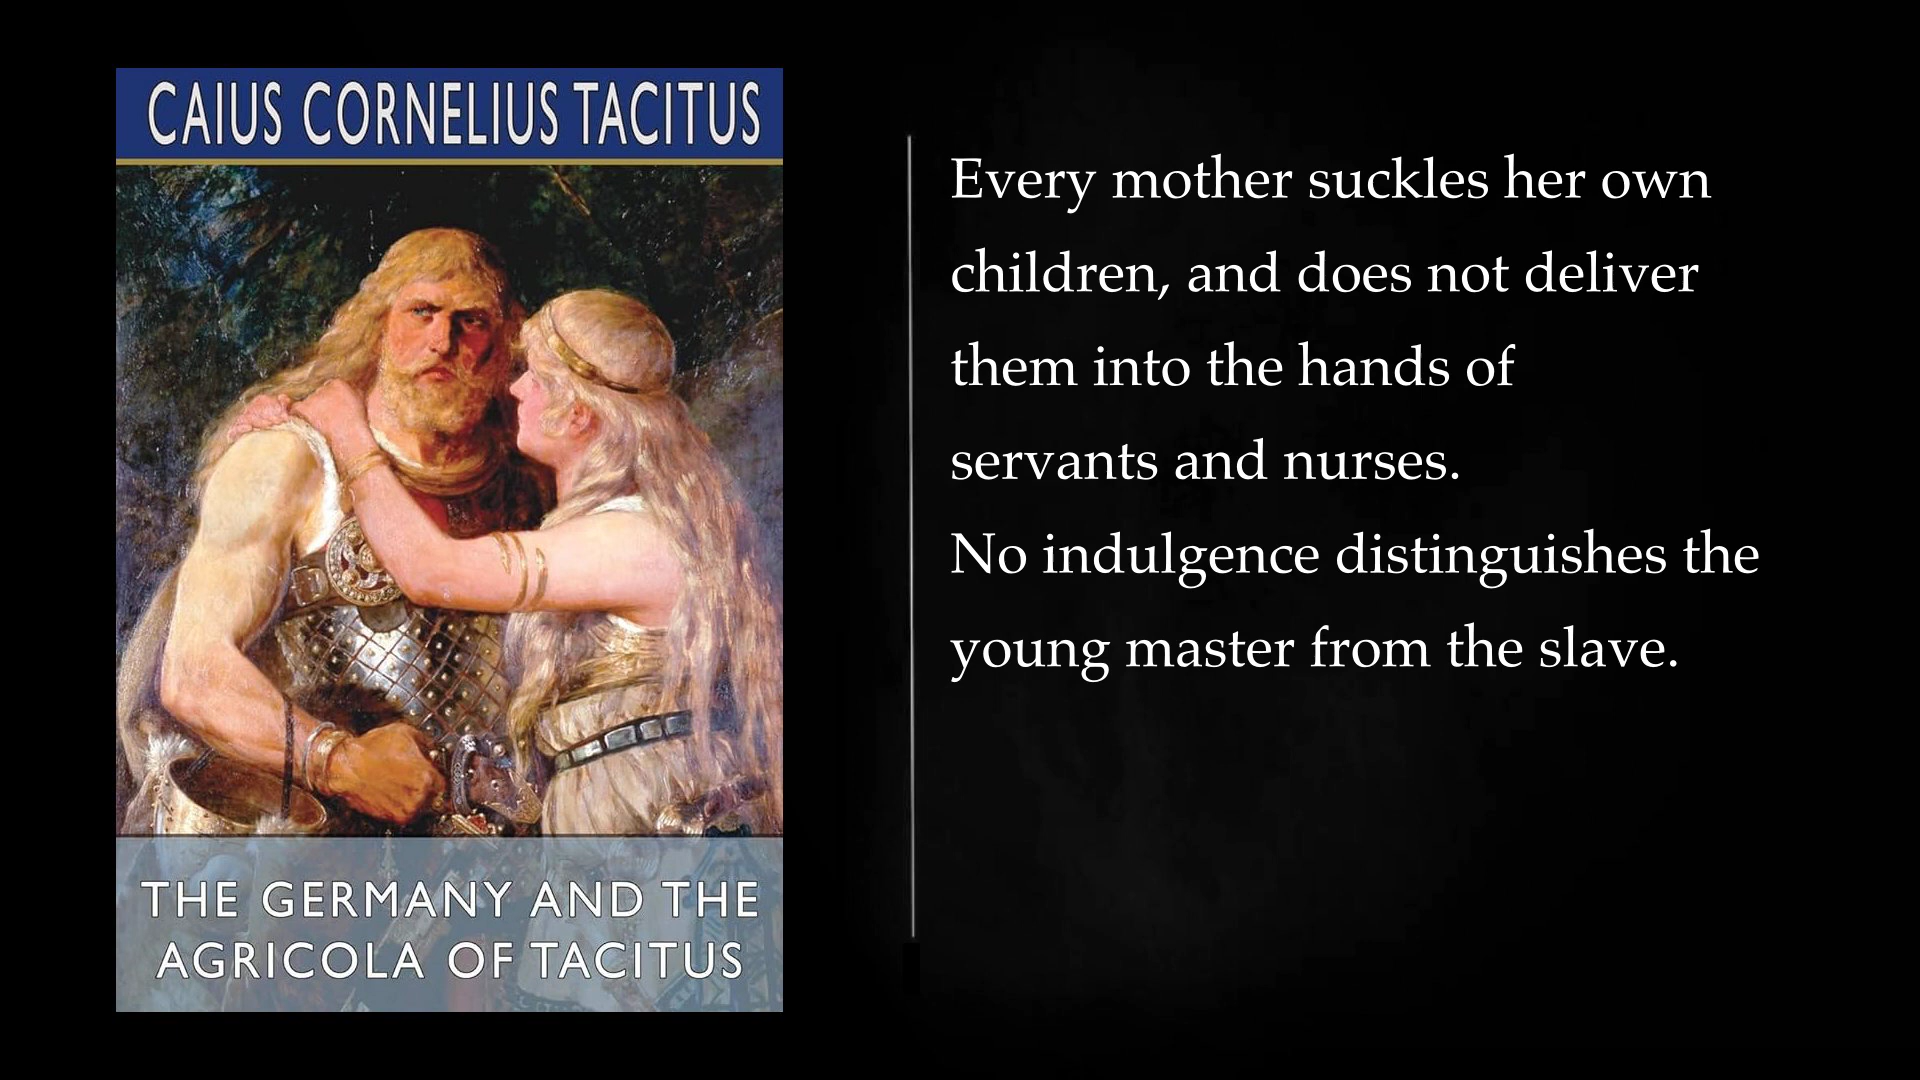 CAIUS CORNELIUS TACITUS
THE GERMANY AND THE
AGRICOLA OF TACITUS
Every mother suckles her own
children, and does not deliver
them into the hands of
servants and nurses.
No indulgence distinguishes the
young master from the slave.